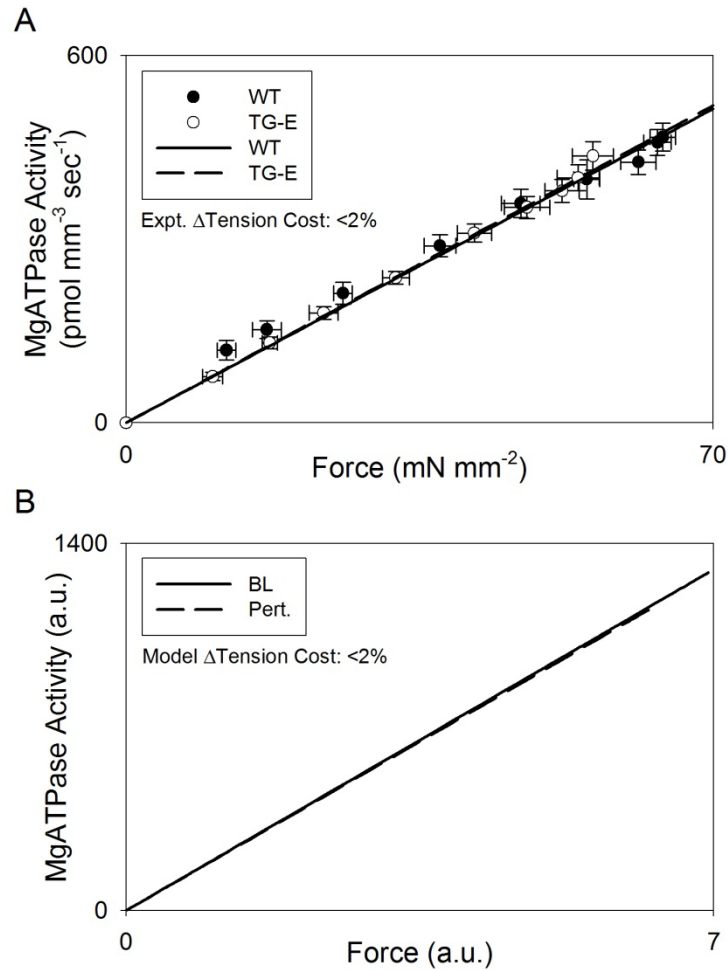 A
600
MgATPase Activity
(pmol mm⁻³ sec⁻¹)
WT
TG-E
WT
TG-E
Expt. ΔTension Cost: <2%
0
0
70
Force (mN mm⁻²)
B
1400
MgATPase Activity (a.u.)
BL
Pert.
Model ΔTension Cost: <2%
0
0
7
Force (a.u.)